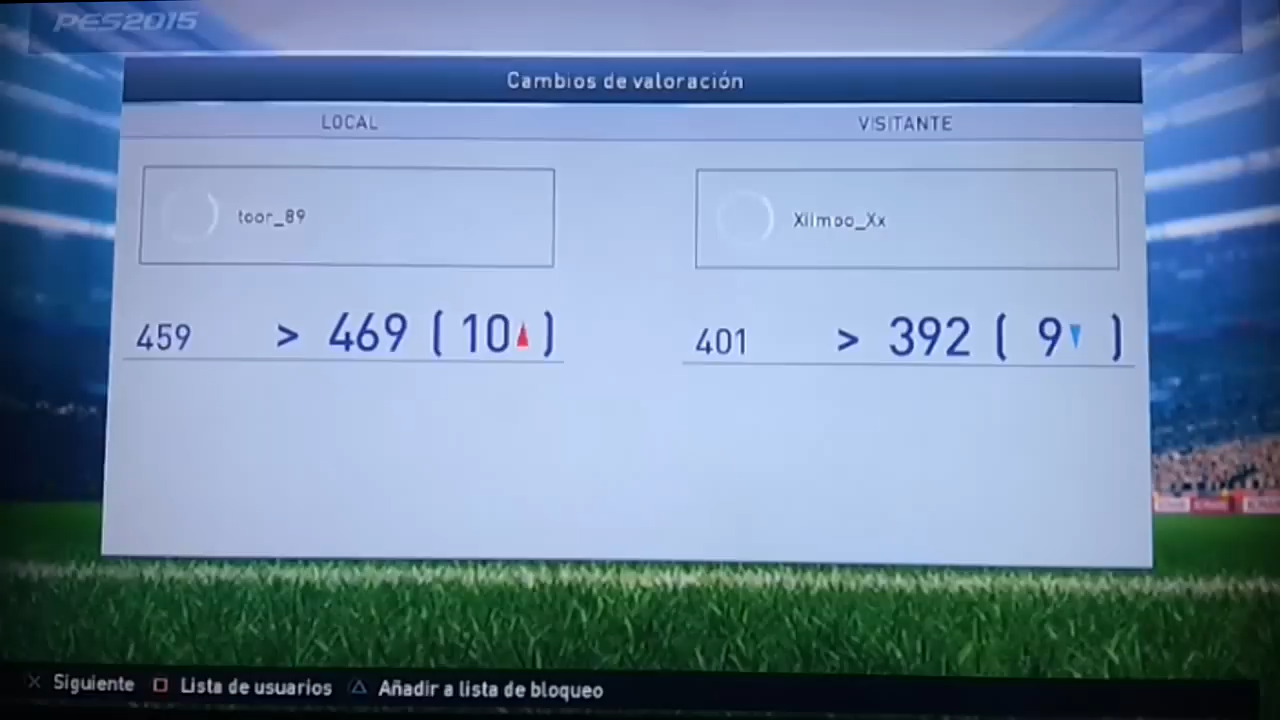 PES2015
Cambios de valoración
LOCAL
VISITANTE
toor_89
Xilmoo_Xx
459 > 469 ( 10▲ )
401 > 392 ( 9▼ )
Siguiente Lista de usuarios Añadir a lista de bloqueo